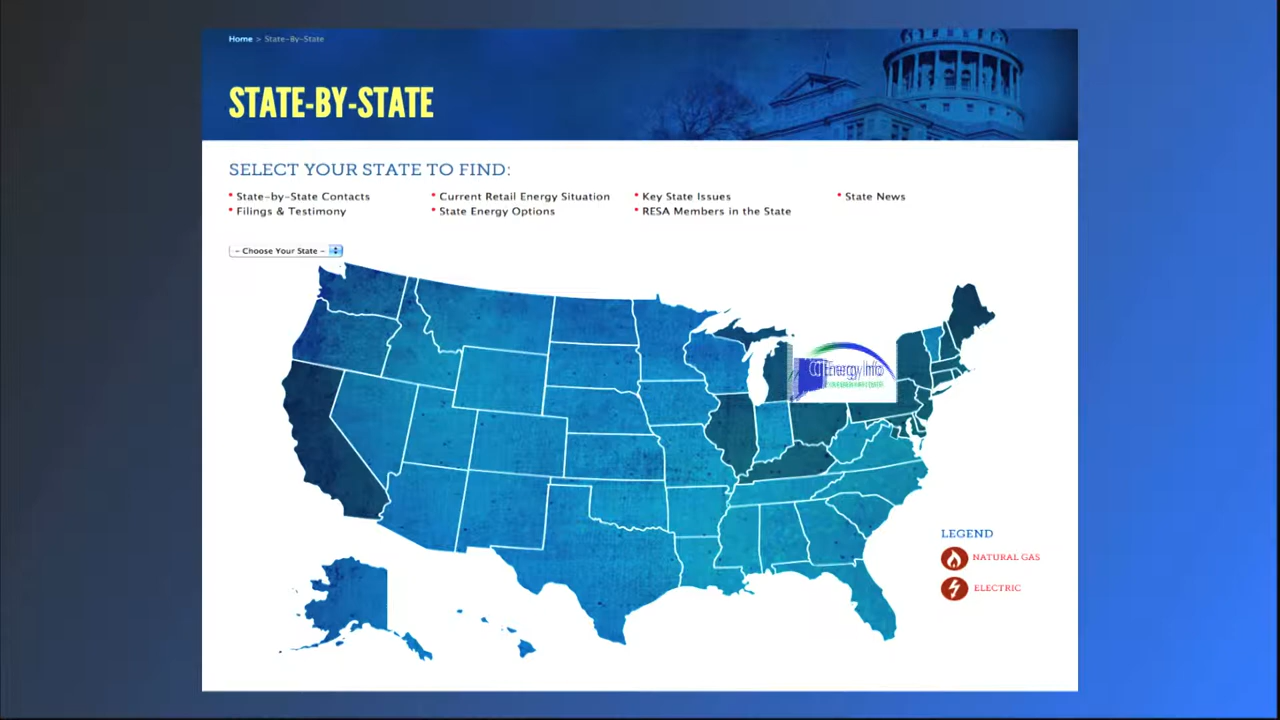 Home > State-By-State
STATE-BY-STATE
SELECT YOUR STATE TO FIND:
• State-by-State Contacts
• Filings & Testimony
• Current Retail Energy Situation
• State Energy Options
• Key State Issues
• RESA Members in the State
• State News
- Choose Your State -
Energy Info
LEGEND
NATURAL GAS
ELECTRIC